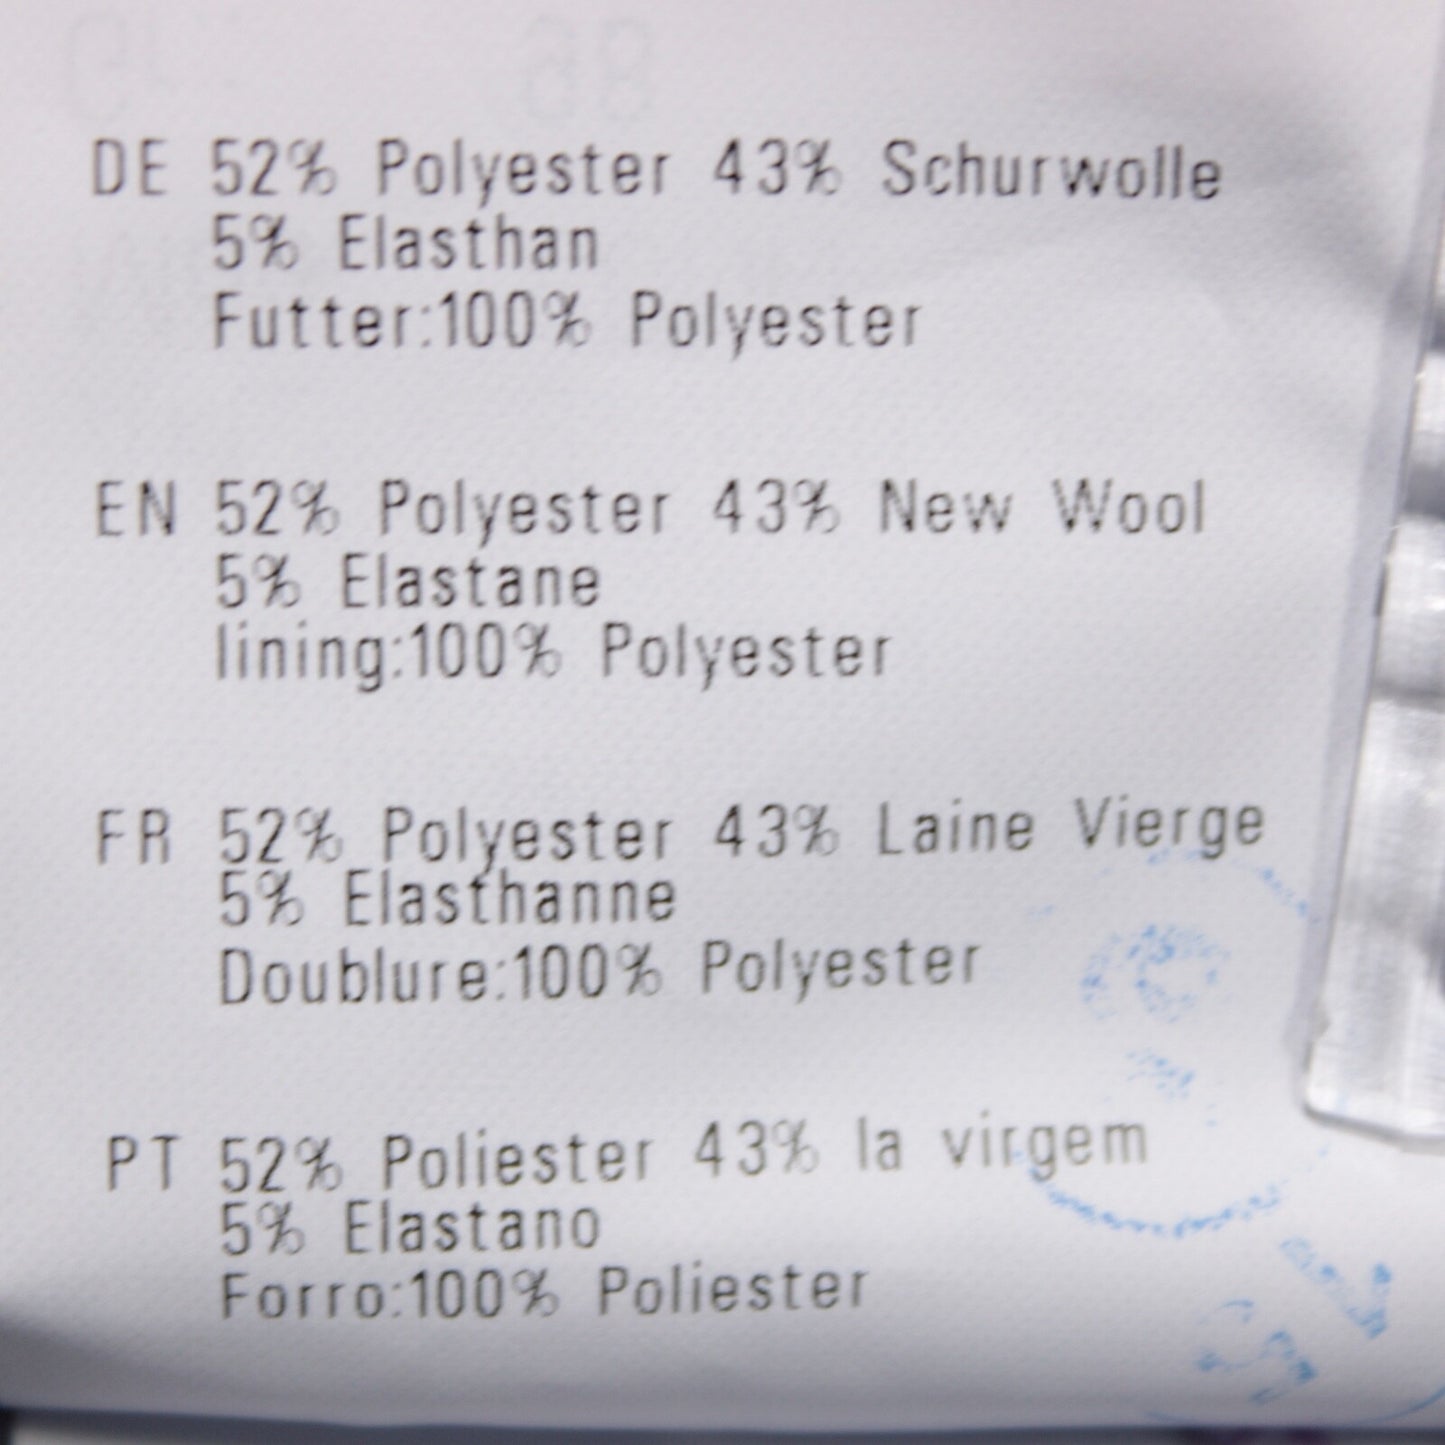 DE 52% Polyester 43% Schurwolle
5% Elasthan
Futter:100% Polyester
EN 52% Polyester 43% New Wool
5% Elastane
lining:100% Polyester
FR 52% Polyester 43% Laine Vierge
5% Elasthanne
Doublure:100% Polyester
PT 52% Poliester 43% la virgem
5% Elastano
Forro:100% Poliester